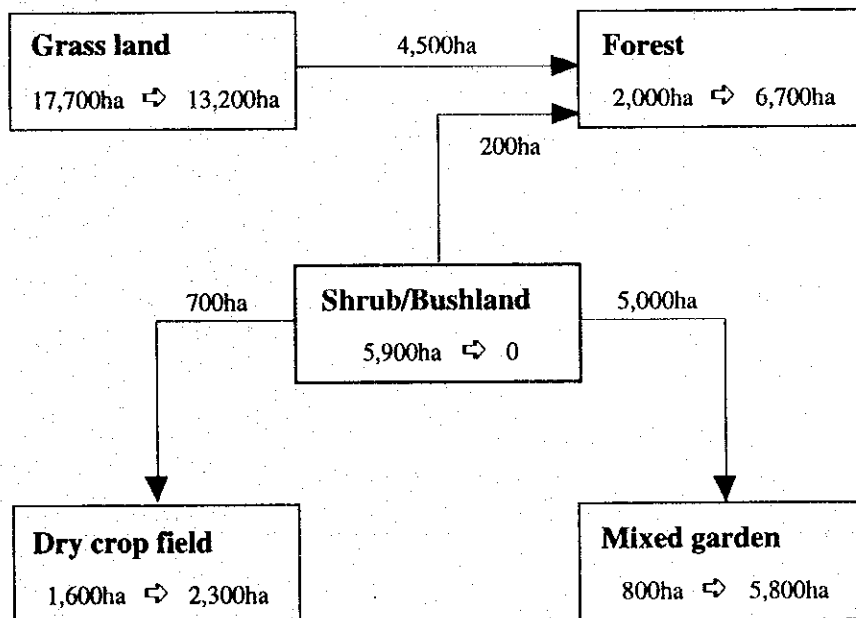 Grass land
17,700ha ➪ 13,200ha
4,500ha
Forest
2,000ha ➪ 6,700ha
200ha
Shrub/Bushland
5,900ha ➪ 0
700ha
5,000ha
Dry crop field
1,600ha ➪ 2,300ha
Mixed garden
800ha ➪ 5,800ha